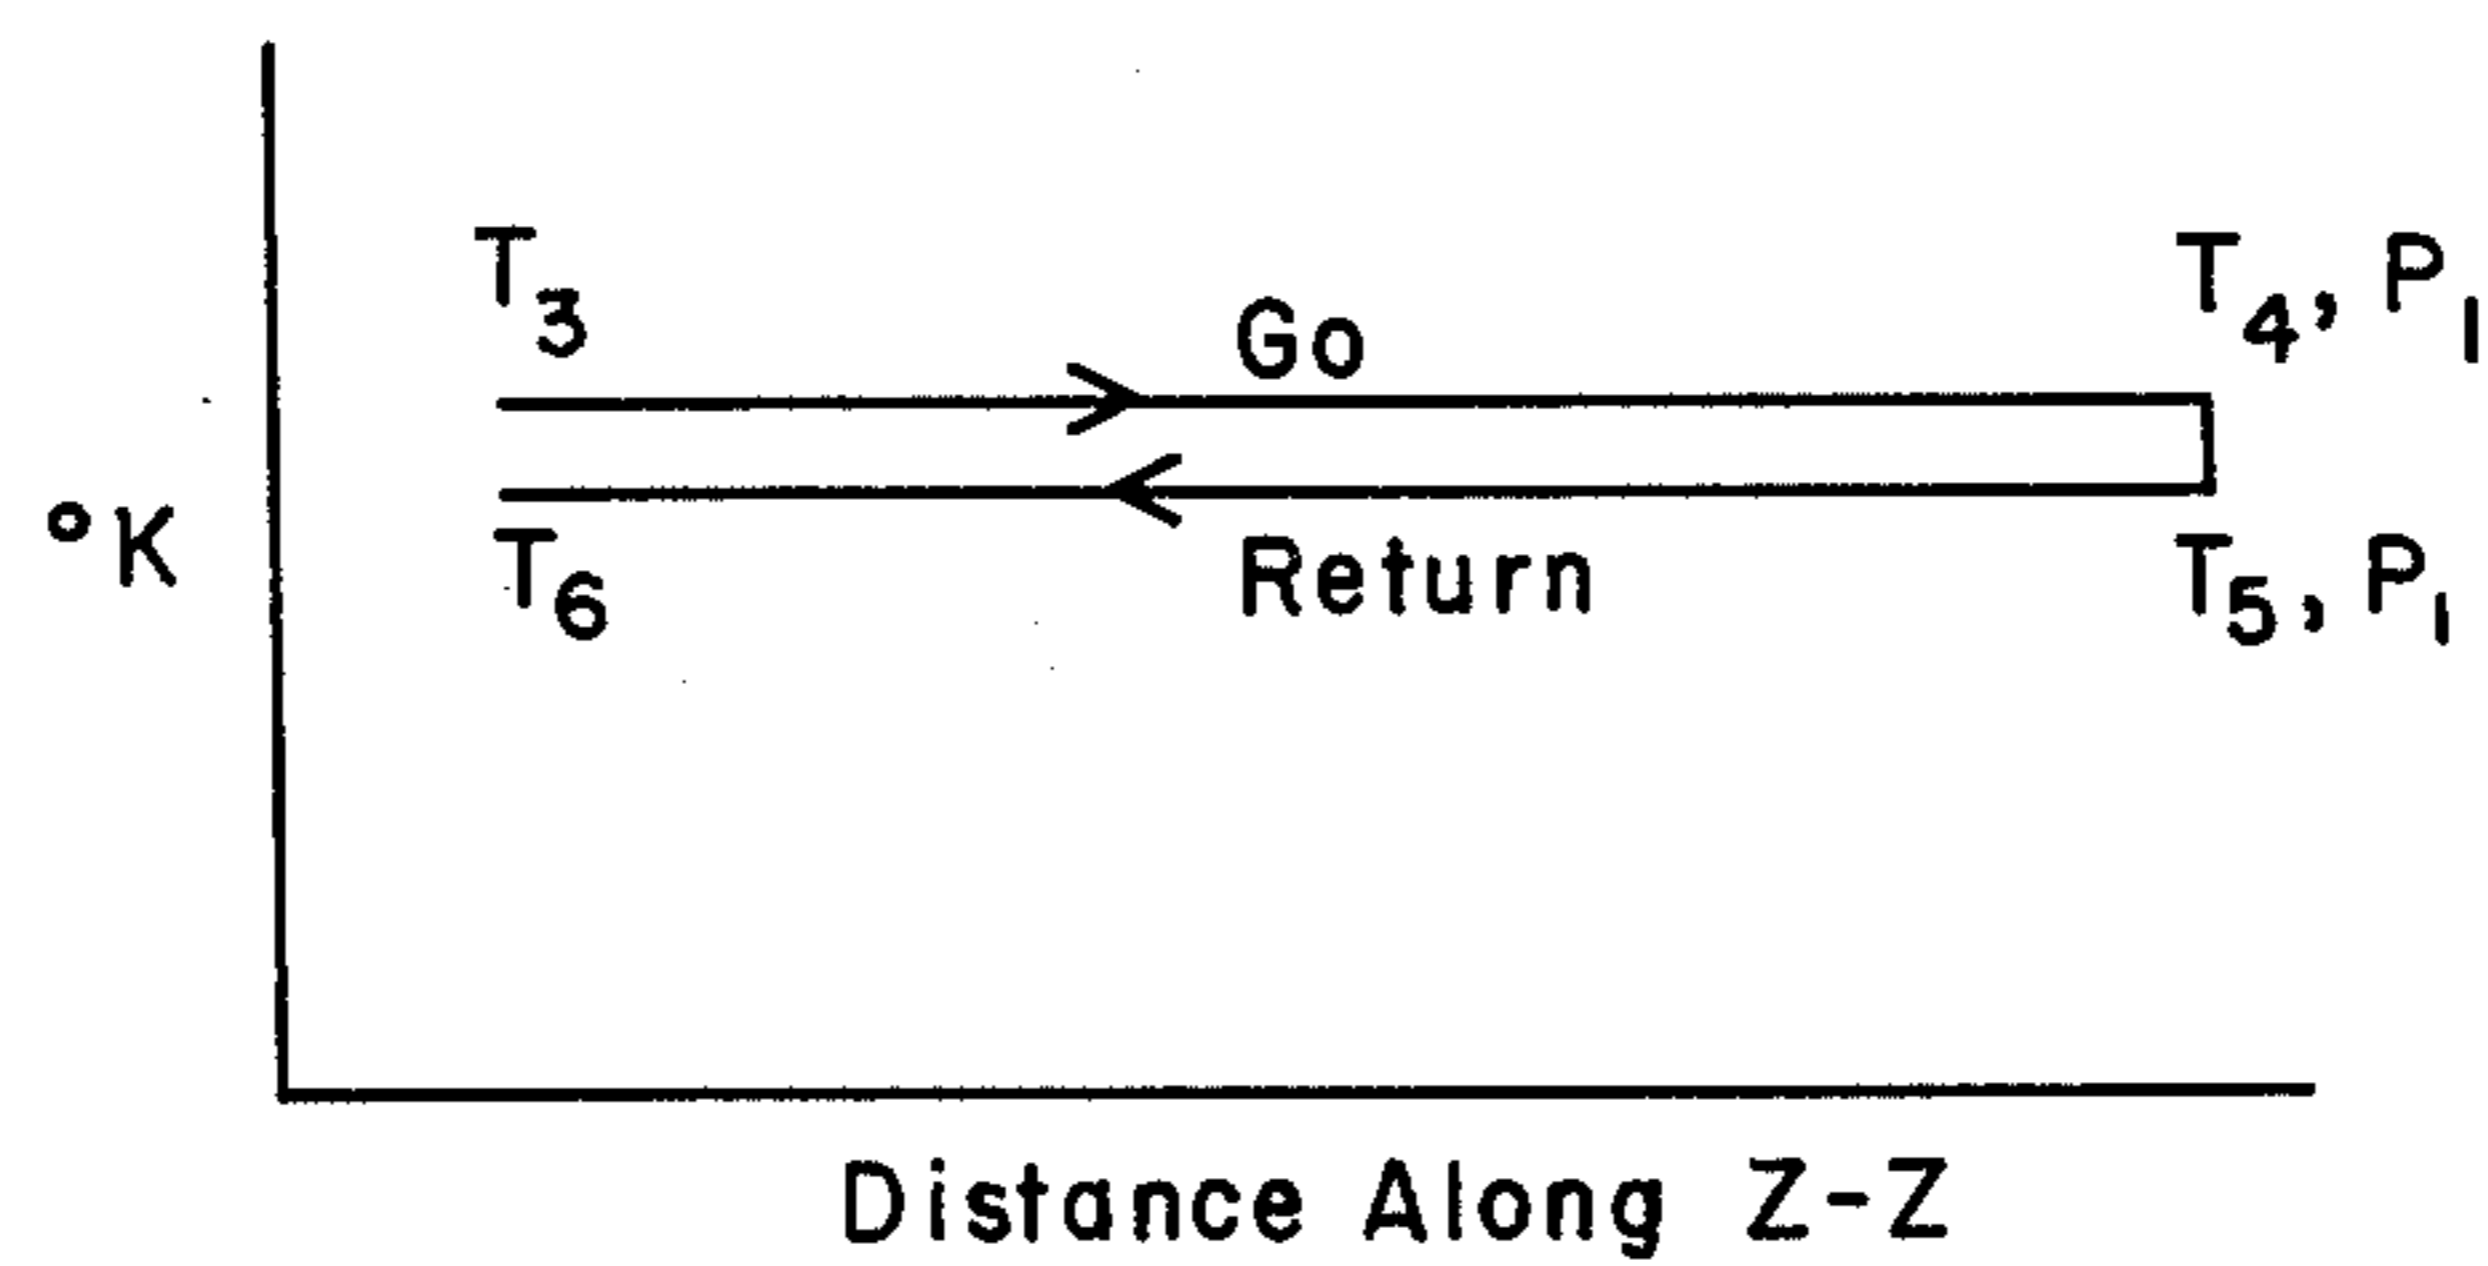 T3
T4, P1
Go
°K
T6
Return
T5, P1
Distance Along Z-Z